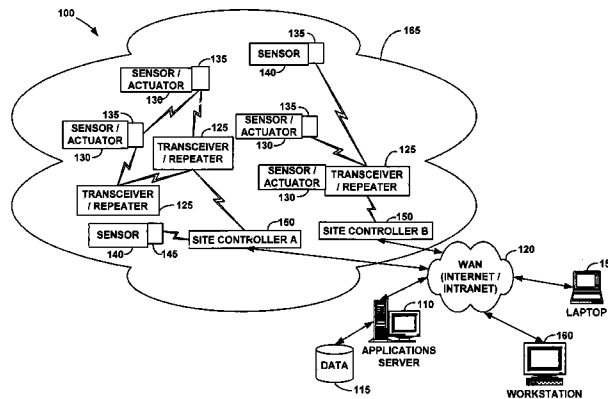 100
135
165
135
SENSOR
140
SENSOR /
ACTUATOR
130
135
135
SENSOR /
ACTUATOR
130
125
TRANSCEIVER
/ REPEATER
SENSOR /
ACTUATOR
130
125
SENSOR /
ACTUATOR
130
TRANSCEIVER
/ REPEATER
TRANSCEIVER
/ REPEATER
125
150
SITE CONTROLLER A
150
SITE CONTROLLER B
SENSOR
140
145
120
WAN
(INTERNET /
INTRANET)
15
LAPTOP
110
APPLICATIONS
SERVER
DATA
115
160
WORKSTATION